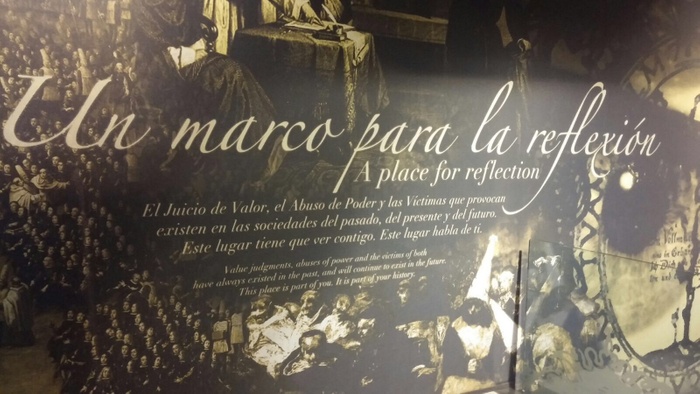 Un marco para la reflexión
A place for reflection
El Juicio de Valor, el Abuso de Poder y las Víctimas que provocan
existen en las sociedades del pasado, del presente y del futuro.
Este lugar tiene que ver contigo. Este lugar habla de ti.
Value judgments, abuses of power and the victims of both
have always existed in the past, and will continue to exist in the future.
This place is part of you. It is part of your history.